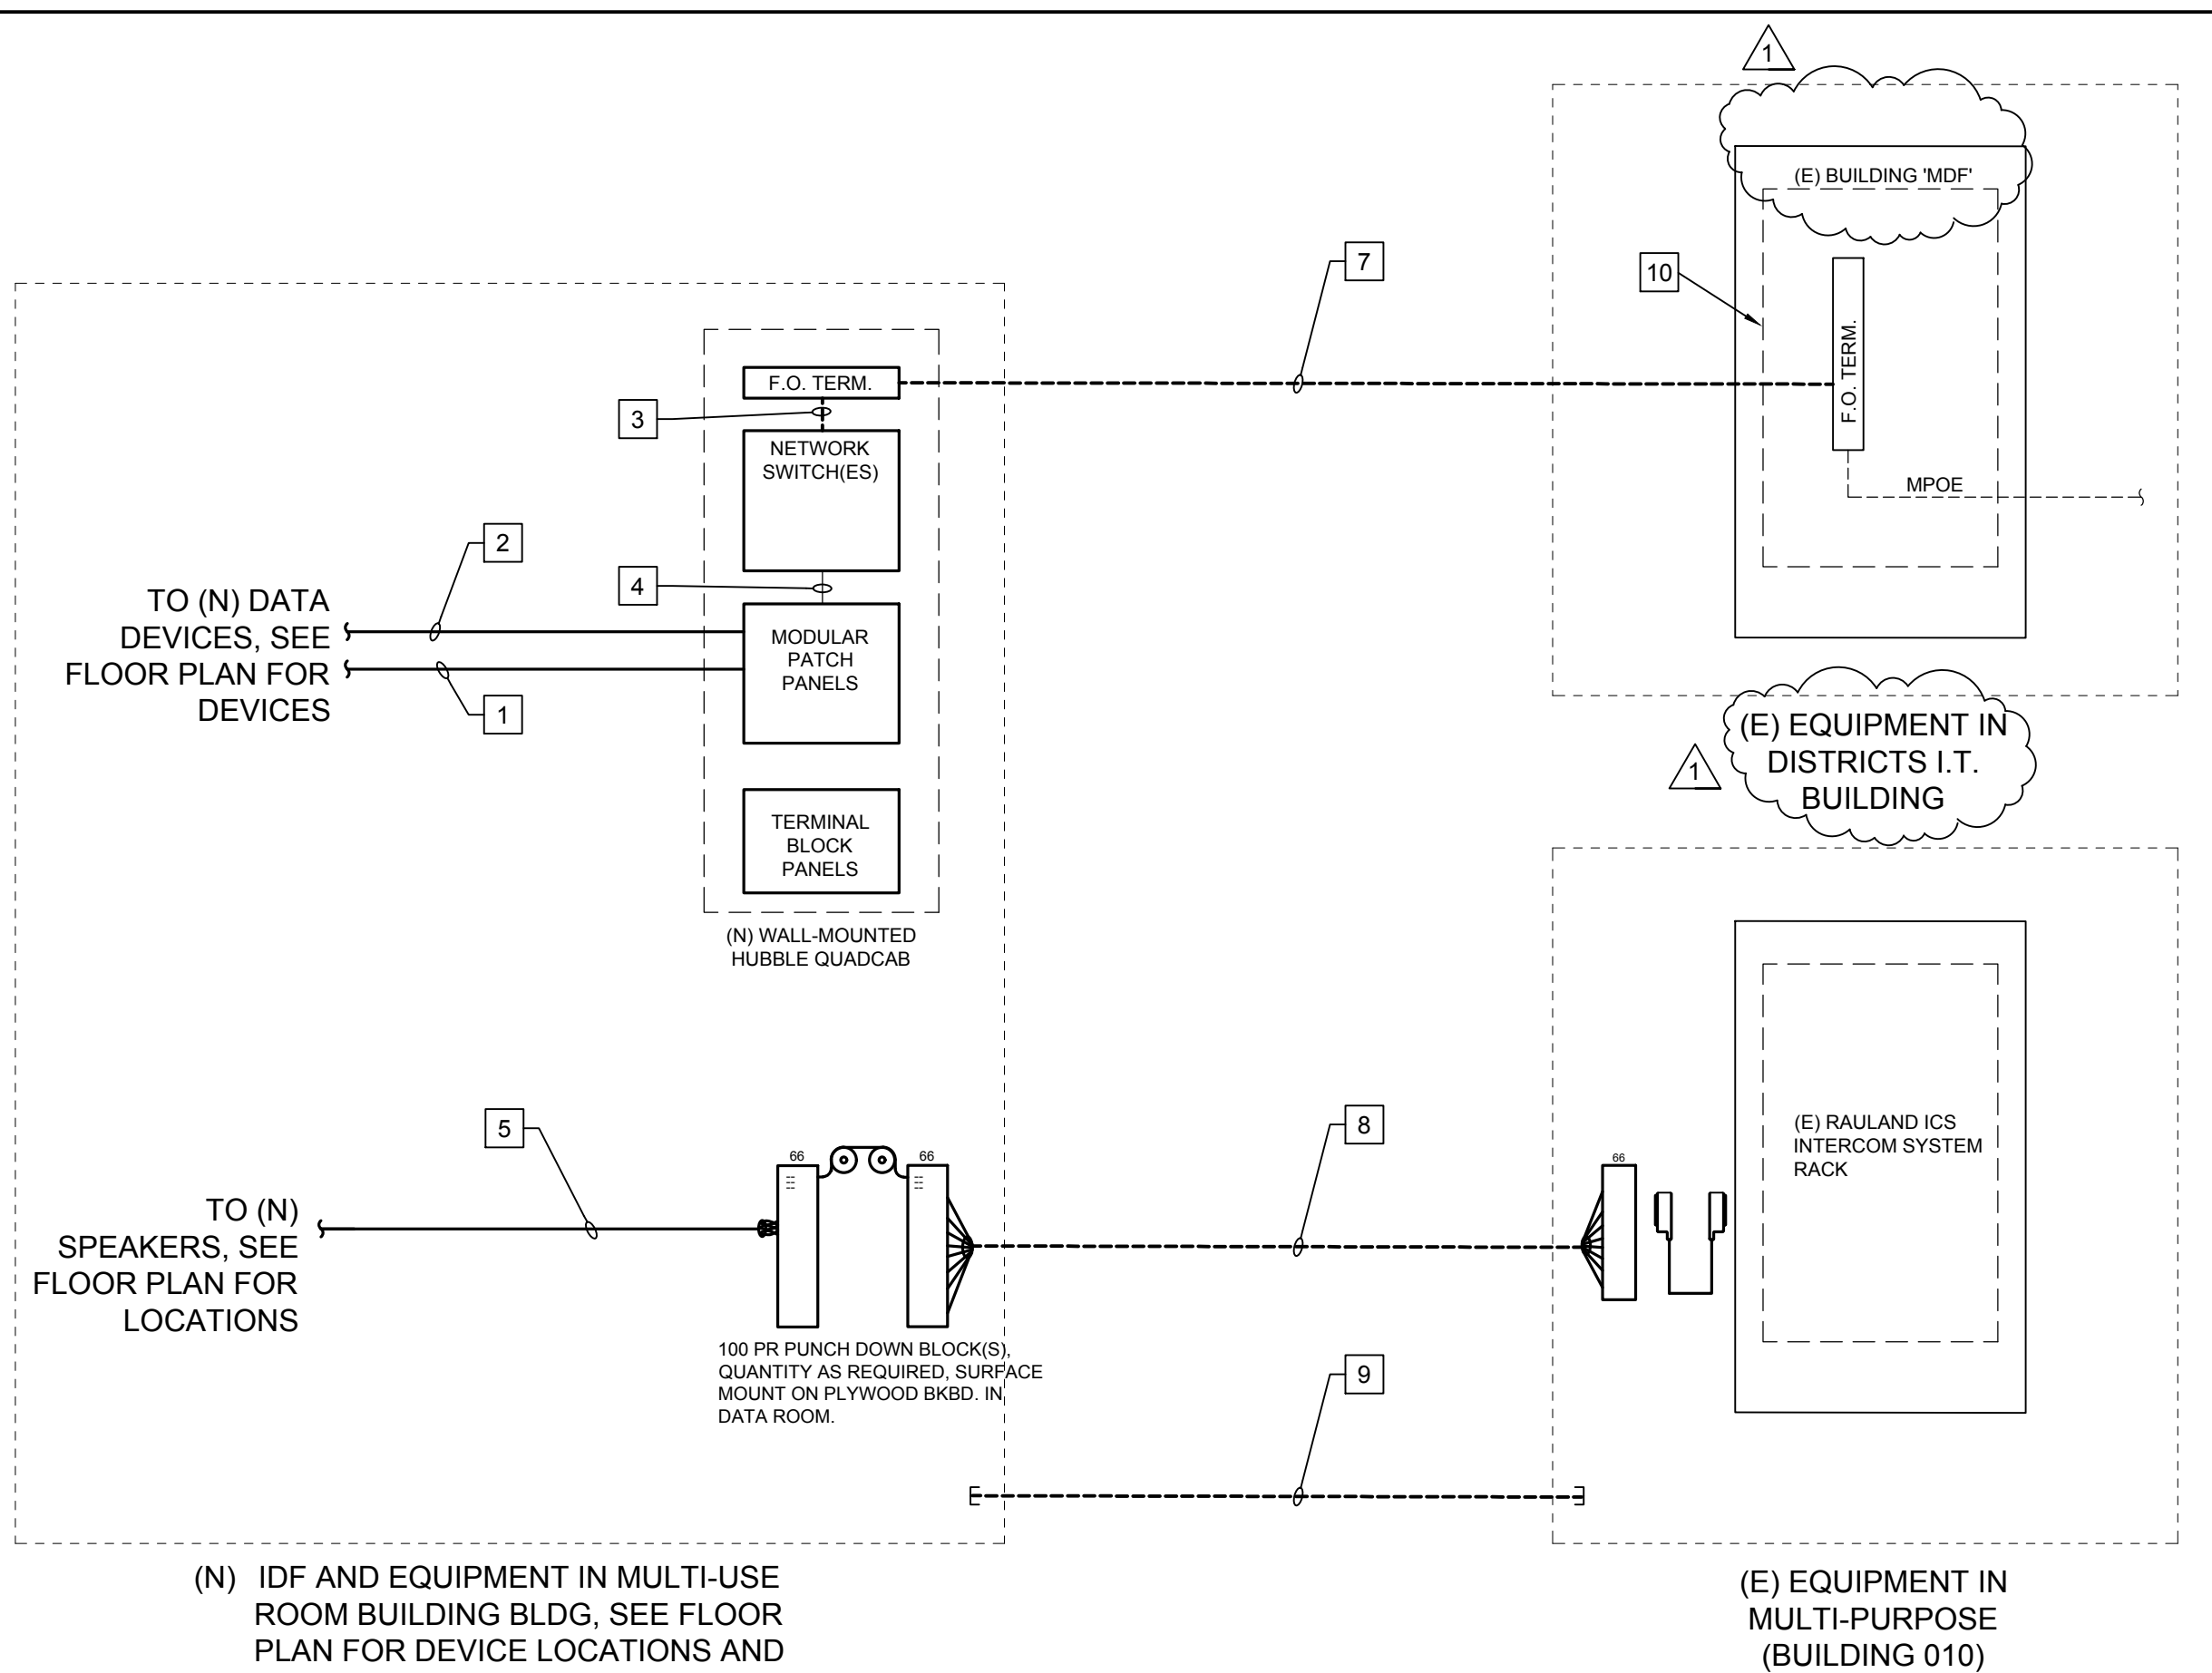 1
(E) BUILDING 'MDF'
7
10
F.O. TERM.
F.O. TERM.
3
NETWORK
SWITCH(ES)
MPOE
2
4
TO (N) DATA
DEVICES, SEE
FLOOR PLAN FOR
DEVICES
MODULAR
PATCH
PANELS
1
(E) EQUIPMENT IN
DISTRICTS I.T.
BUILDING
1
TERMINAL
BLOCK
PANELS
(N) WALL-MOUNTED
HUBBLE QUADCAB
5
8
66
66
66
(E) RAULAND ICS
INTERCOM SYSTEM
RACK
TO (N)
SPEAKERS, SEE
FLOOR PLAN FOR
LOCATIONS
100 PR PUNCH DOWN BLOCK(S),
QUANTITY AS REQUIRED, SURFACE
MOUNT ON PLYWOOD BKBD. IN
DATA ROOM.
9
(N) IDF AND EQUIPMENT IN MULTI-USE
ROOM BUILDING BLDG, SEE FLOOR
PLAN FOR DEVICE LOCATIONS AND
(E) EQUIPMENT IN
MULTI-PURPOSE
(BUILDING 010)